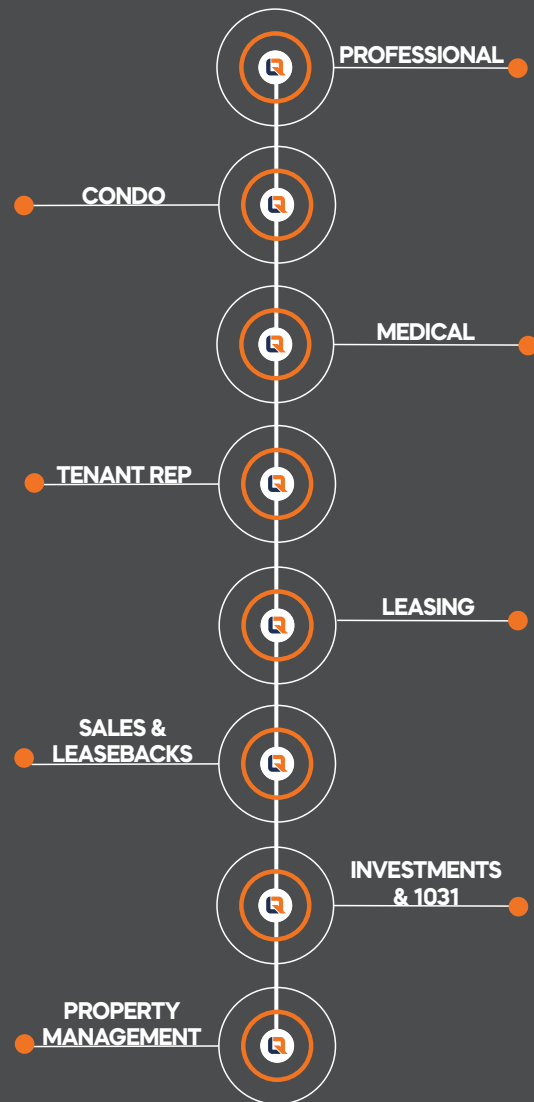 PROFESSIONAL
CONDO
MEDICAL
TENANT REP
LEASING
SALES &
LEASEBACKS
INVESTMENTS
& 1031
PROPERTY
MANAGEMENT